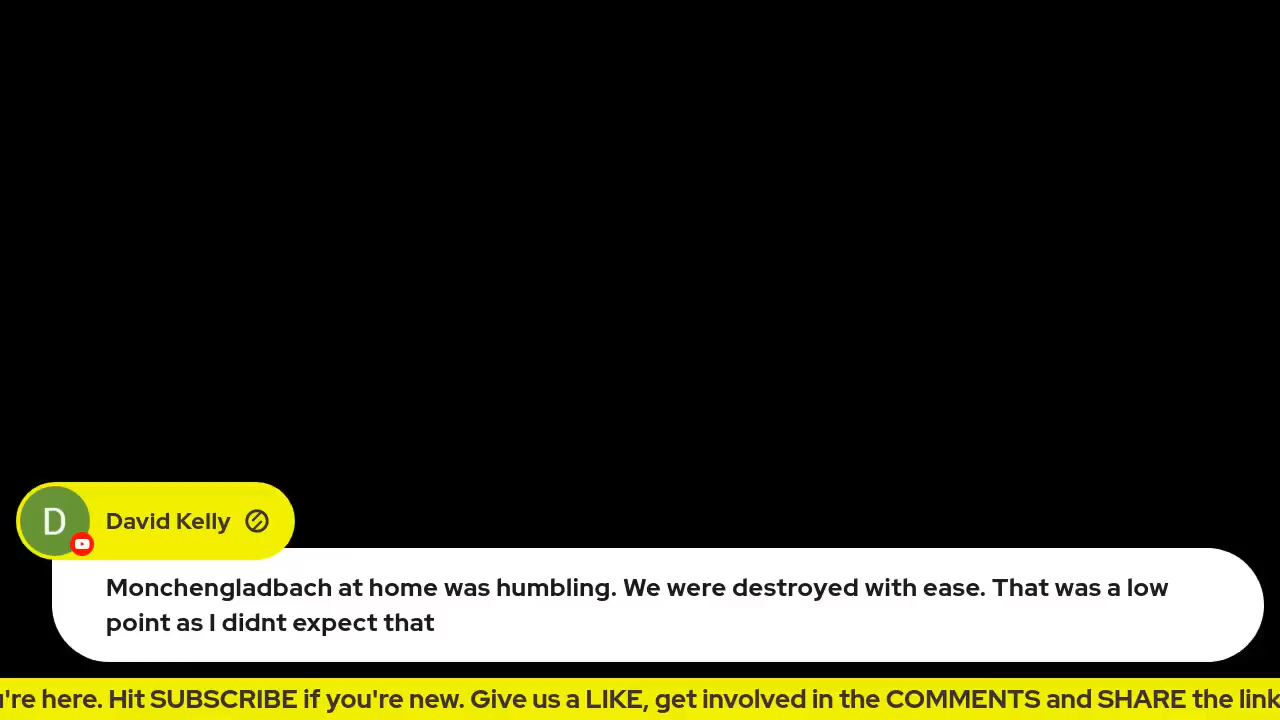 D
David Kelly
Monchengladbach at home was humbling. We were destroyed with ease. That was a low
point as I didnt expect that
u're here. Hit SUBSCRIBE if you're new. Give us a LIKE, get involved in the COMMENTS and SHARE the link